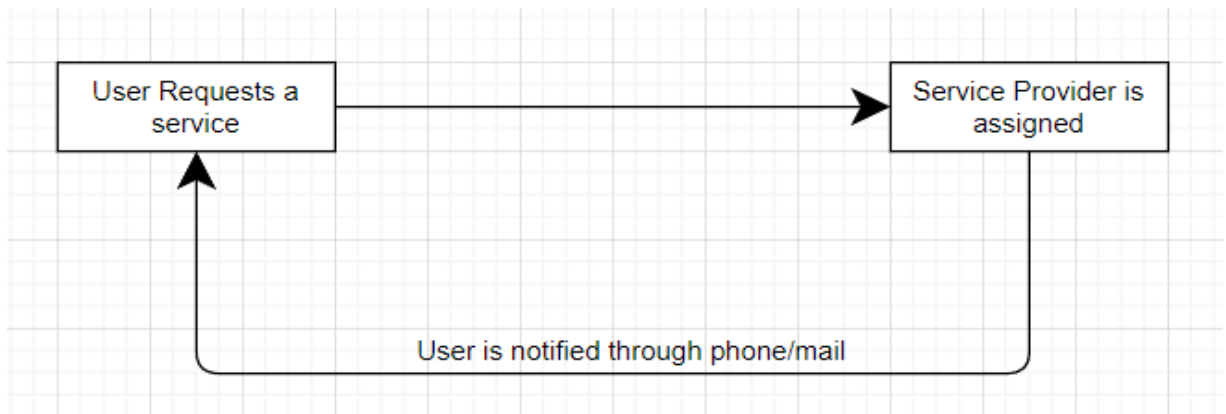 User Requests a
service
Service Provider is
assigned
User is notified through phone/mail